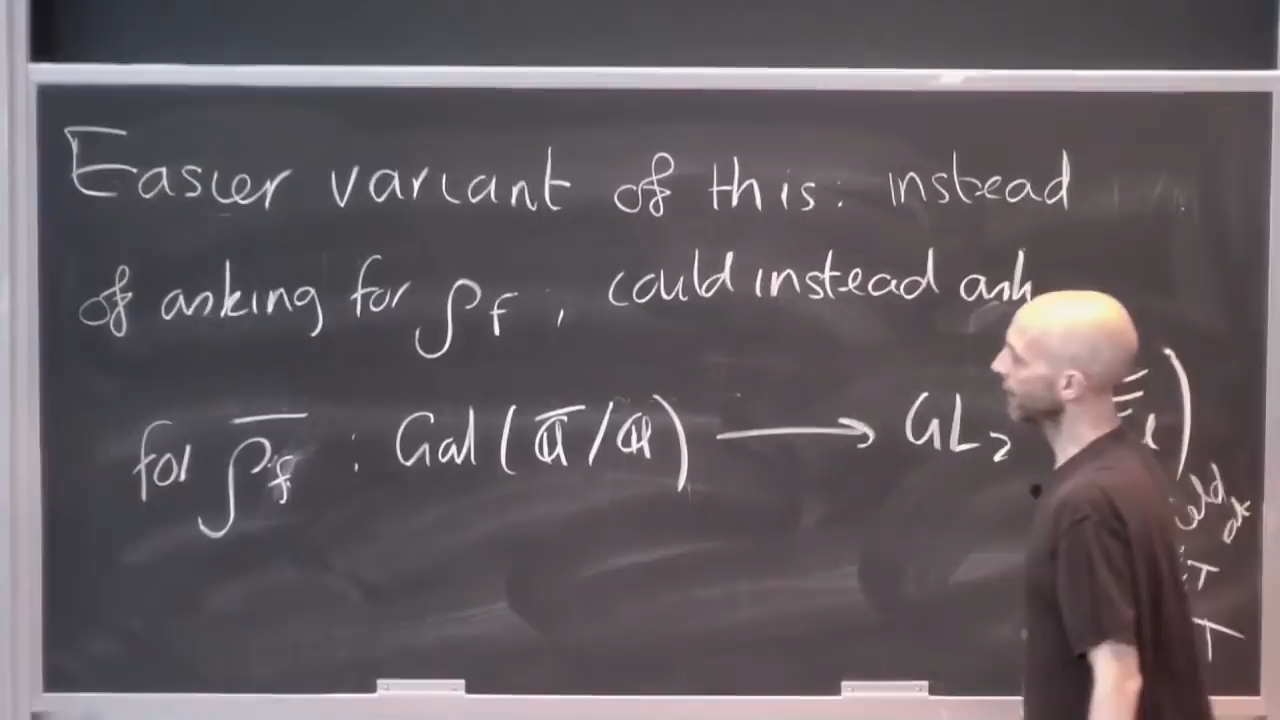 Easier variant of this: instead
of asking for ρf, could instead ask
for ρ̄f : Gal(ℚ̄/ℚ) ⟶ GL₂ )